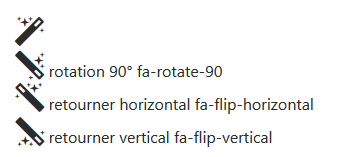 rotation 90° fa-rotate-90
retourner horizontal fa-flip-horizontal
retourner vertical fa-flip-vertical